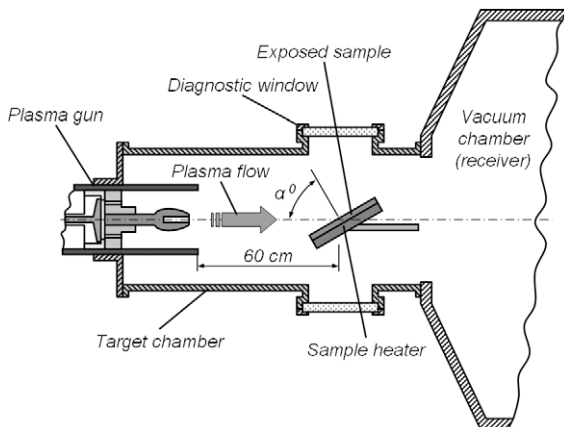 Exposed sample
Diagnostic window
Plasma gun
Vacuum
chamber
(receiver)
Plasma flow
α⁰
60 cm
Target chamber
Sample heater